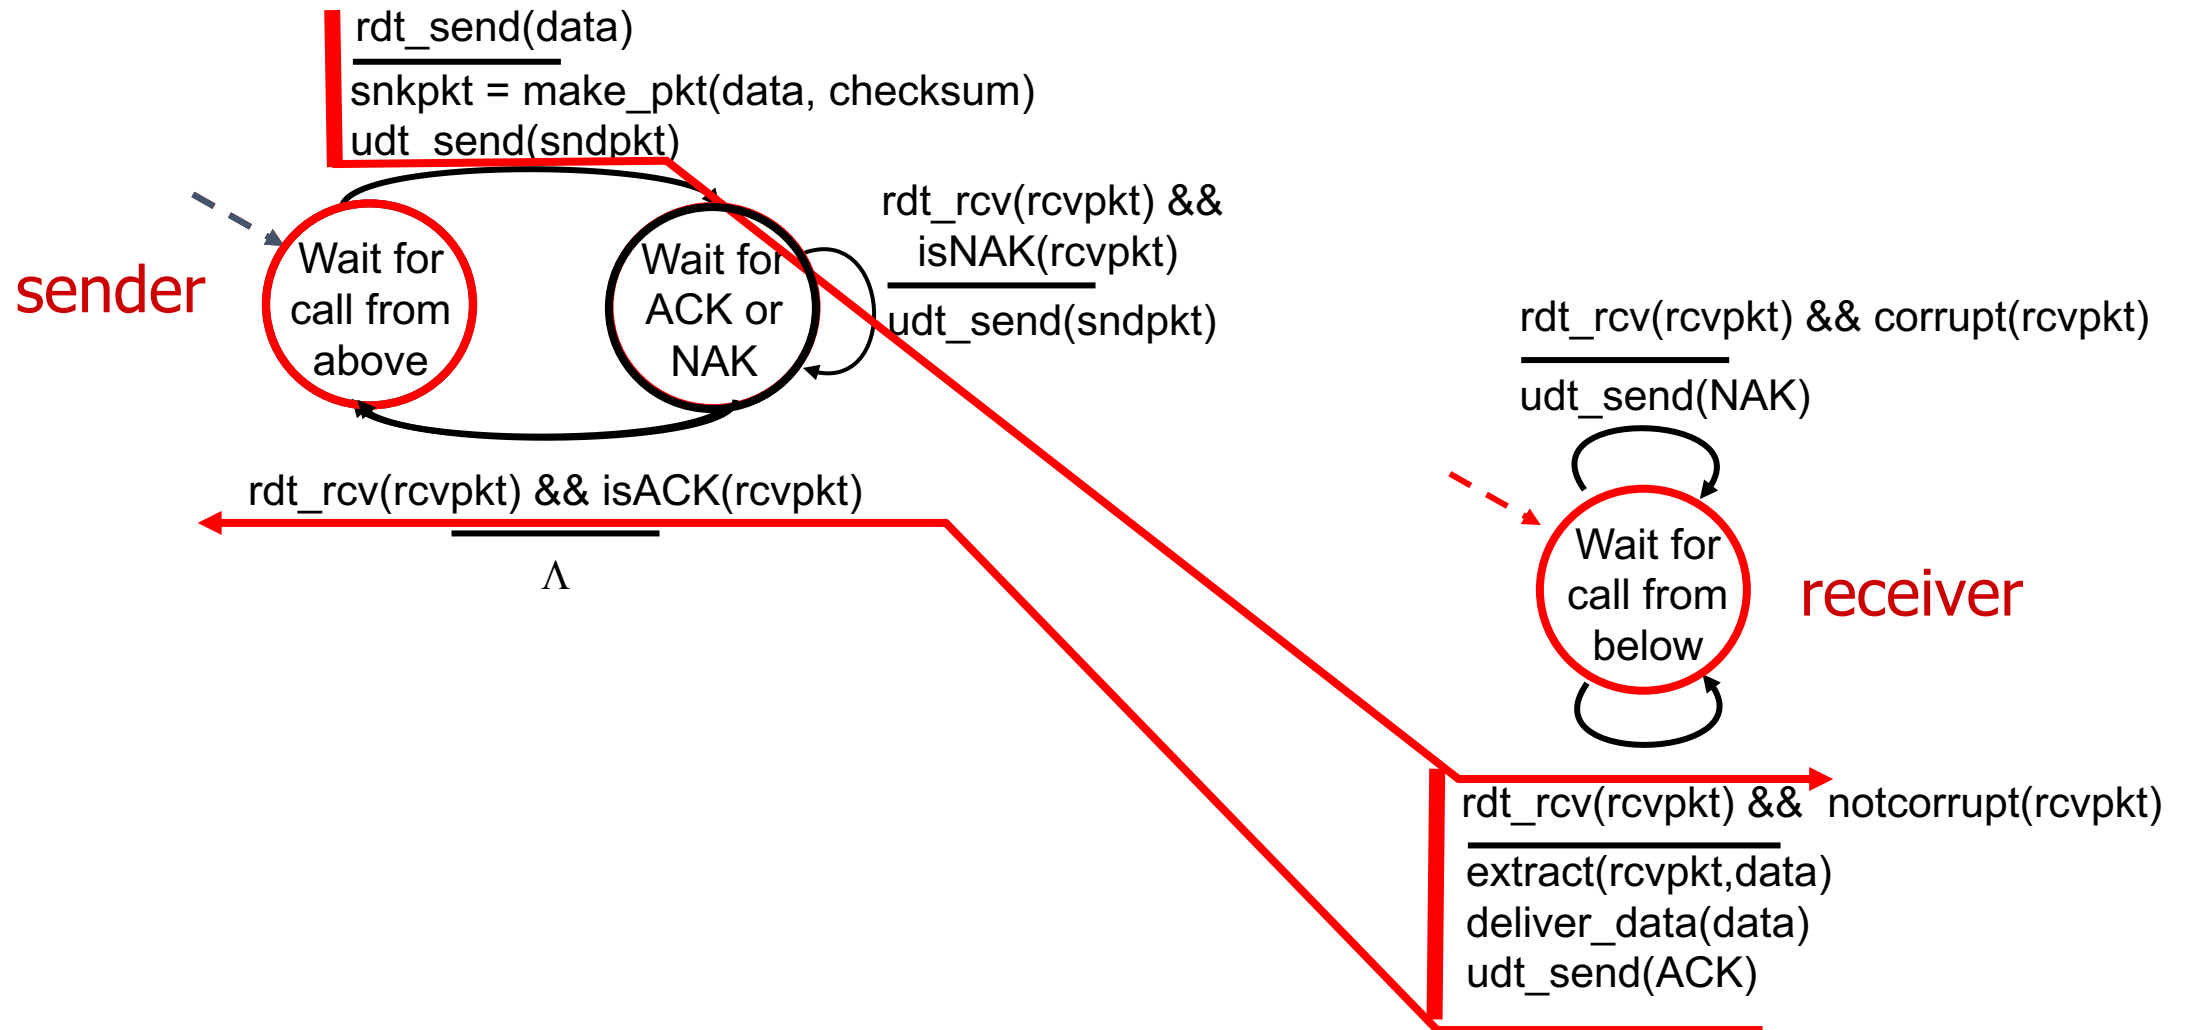 rdt_send(data)
snkpkt = make_pkt(data, checksum)
udt_send(sndpkt)
sender
Wait for
call from
above
Wait for
ACK or
NAK
rdt_rcv(rcvpkt) &&
isNAK(rcvpkt)
udt_send(sndpkt)
rdt_rcv(rcvpkt) && isACK(rcvpkt)
Λ
rdt_rcv(rcvpkt) && corrupt(rcvpkt)
udt_send(NAK)
Wait for
call from
below
receiver
rdt_rcv(rcvpkt) && notcorrupt(rcvpkt)
extract(rcvpkt,data)
deliver_data(data)
udt_send(ACK)